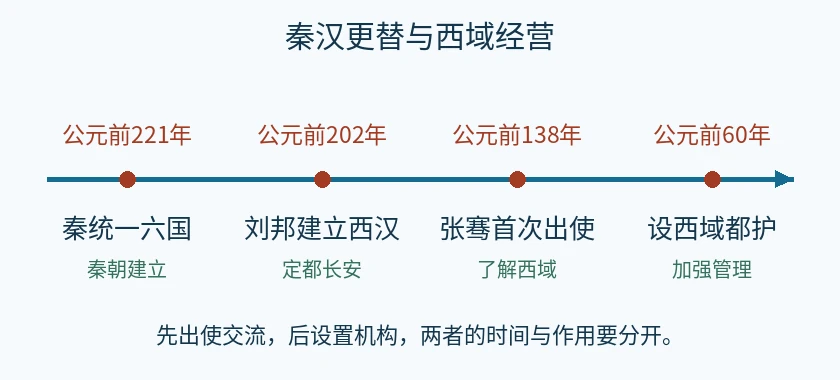 秦汉更替与西域经营
公元前221年 公元前202年 公元前138年 公元前60年
秦统一六国 刘邦建立西汉 张骞首次出使 设西域都护
秦朝建立 定都长安 了解西域 加强管理
先出使交流，后设置机构，两者的时间与作用要分开。